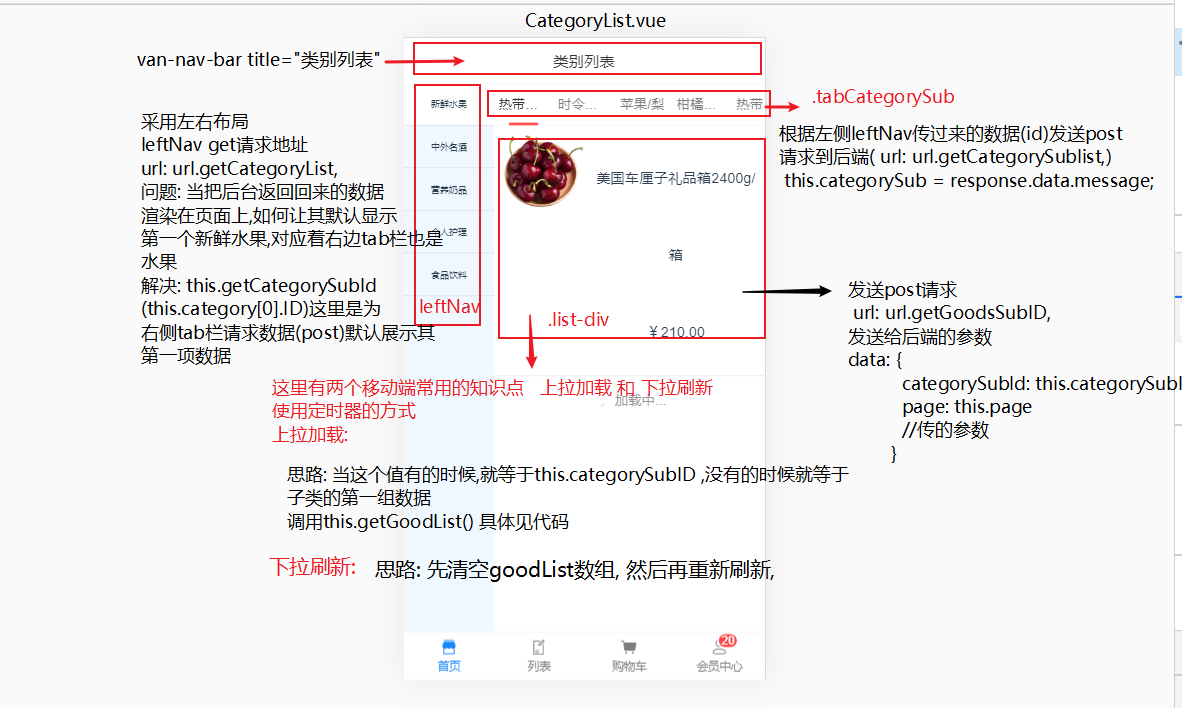 CategoryList.vue
van-nav-bar title="类别列表"
类别列表
新鲜水果
中外名酒
营养奶品
人护理
食品饮料
leftNav
热带...
时令...
苹果/梨
柑橘...
热带
.tabCategorySub
采用左右布局
leftNav get请求地址
url: url.getCategoryList,
问题: 当把后台返回回来的数据
渲染在页面上,如何让其默认显示
第一个新鲜水果,对应着右边tab栏也是
水果
解决: this.getCategorySubId
(this.category[0].ID)这里是为
右侧tab栏请求数据(post)默认展示其
第一项数据
根据左侧leftNav传过来的数据(id)发送post
请求到后端( url: url.getCategorySublist,)
this.categorySub = response.data.message;
美国车厘子礼品箱2400g/
箱
￥210.00
.list-div
发送post请求
url: url.getGoodsSubID,
发送给后端的参数
data: {
categorySubId: this.categorySubI
page: this.page
//传的参数
}
这里有两个移动端常用的知识点 上拉加载 和 下拉刷新
加载中...
使用定时器的方式
上拉加载:
思路: 当这个值有的时候,就等于this.categorySubID ,没有的时候就等于
子类的第一组数据
调用this.getGoodList() 具体见代码
下拉刷新:
思路: 先清空goodList数组, 然后再重新刷新,
首页
列表
购物车
会员中心
20